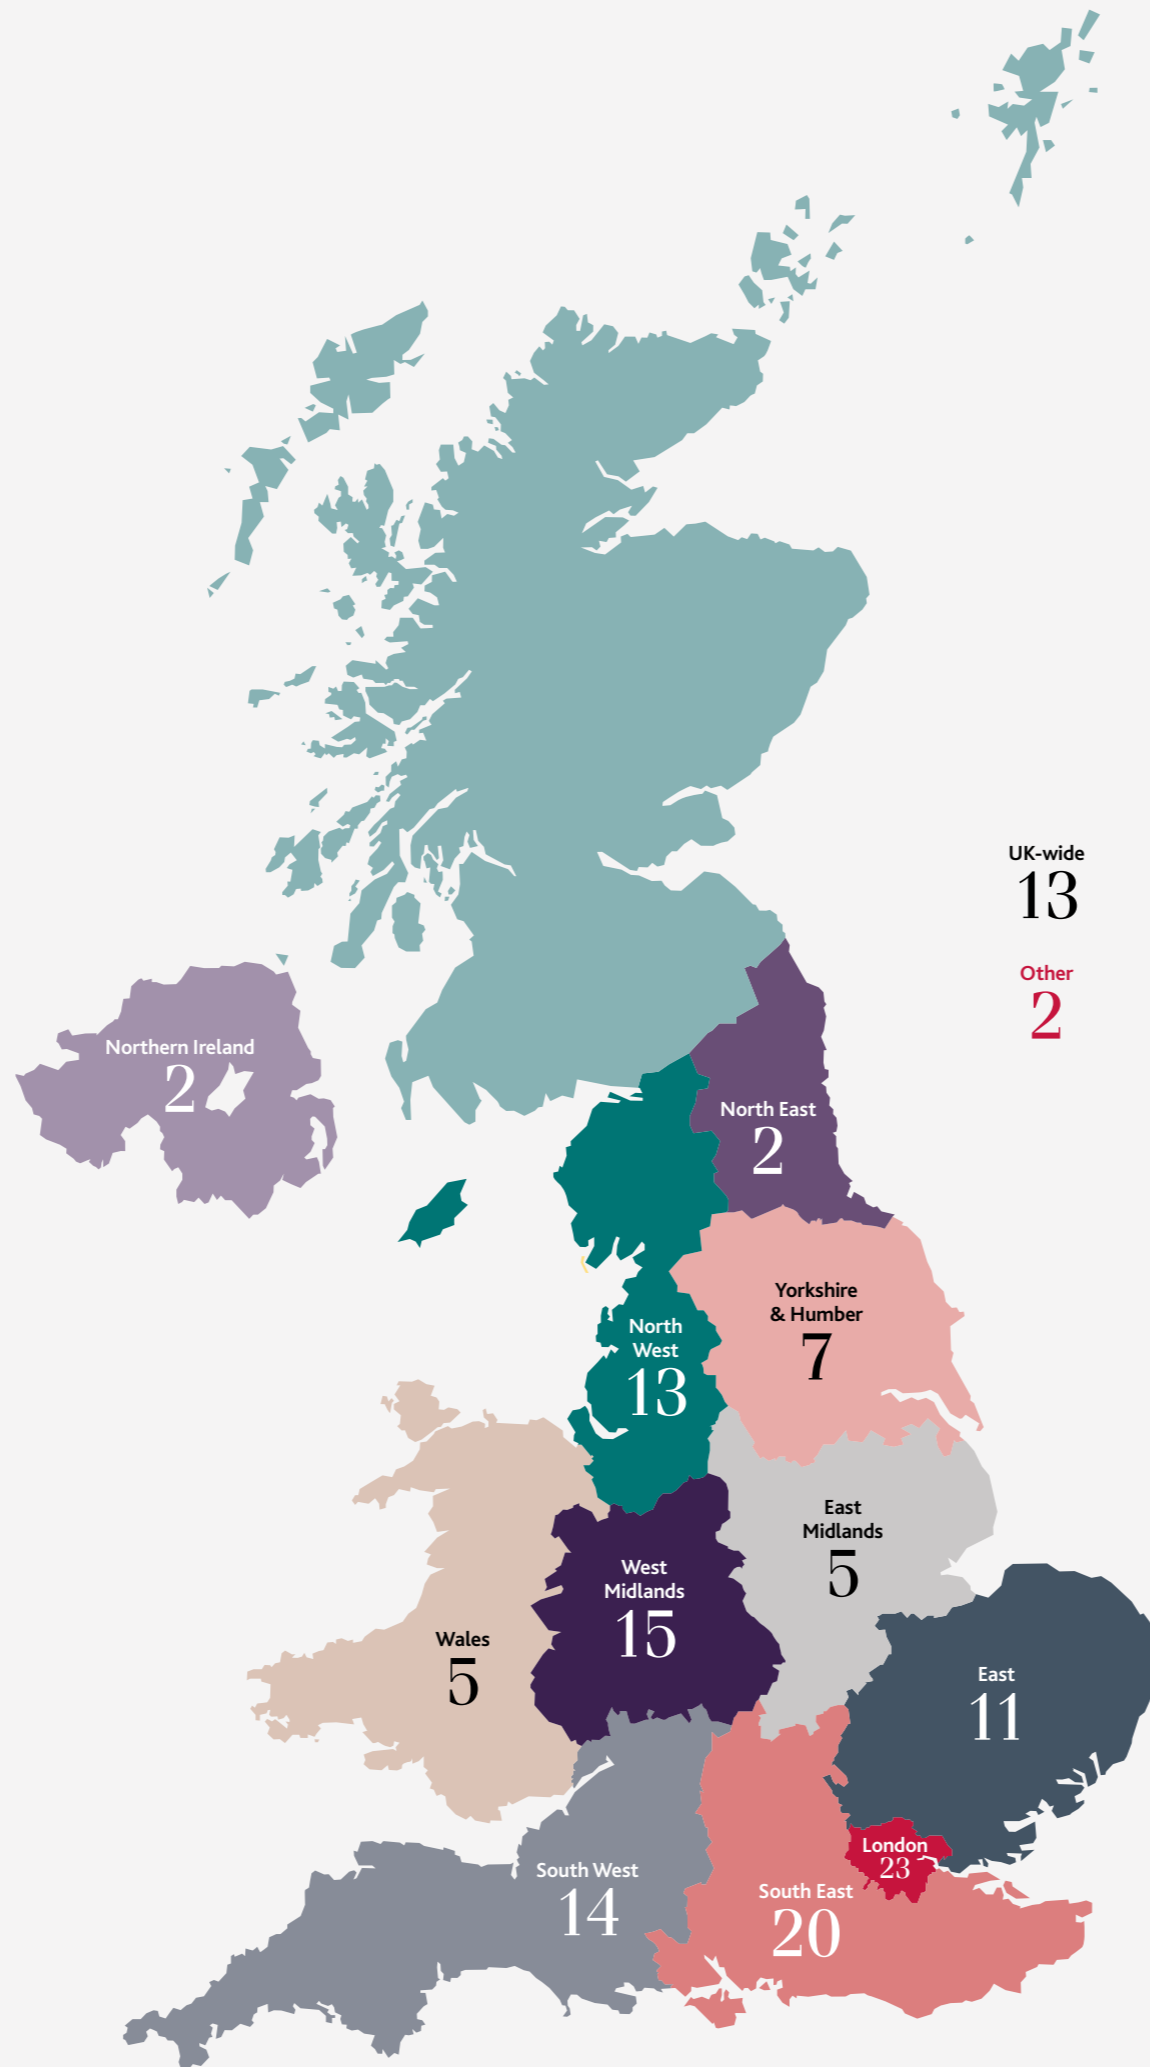 UK-wide
13
Other
2
Northern Ireland
2
North East
2
Yorkshire
& Humber
7
North
West
13
East
Midlands
5
West
Midlands
15
Wales
5
East
11
London
23
South West
14
South East
20